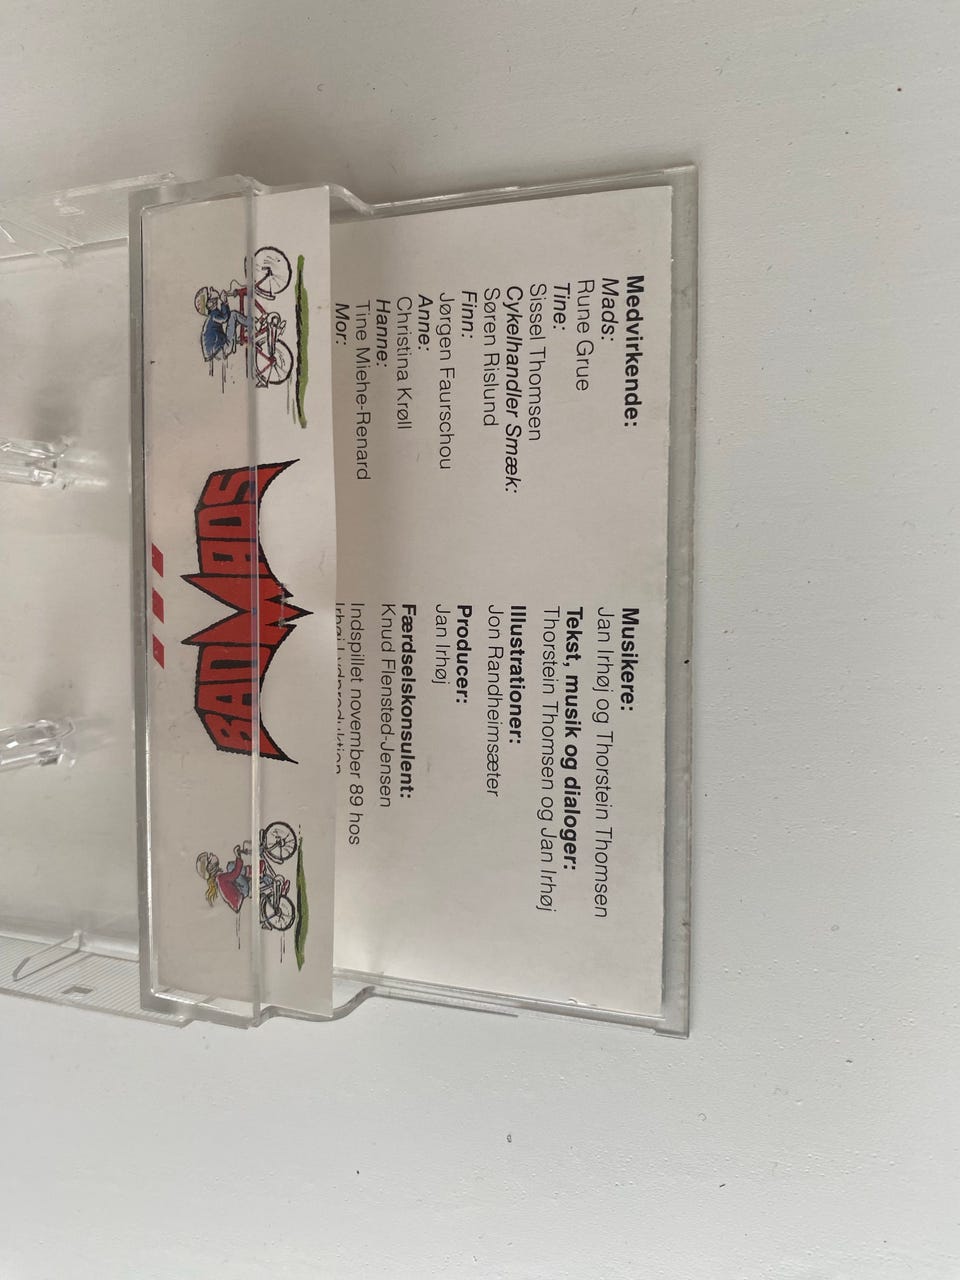 Medvirkende:
Mads:
Rune Grue
Tine:
Sissel Thomsen
Cykelhandler Smæk:
Søren Rislund
Finn:
Jørgen Faurschou
Anne:
Christina Krøll
Hanne:
Tine Miehe-Renard
Mor:
Musikere:
Jan Irhøj og Thorstein Thomsen
Tekst, musik og dialoger:
Thorstein Thomsen og Jan Irhøj
Illustrationer:
Jon Randheimsæter
Producer:
Jan Irhøj
Færdselskonsulent:
Knud Flensted-Jensen
Indspillet november 89 hos
Irhøj Lydproduktion
BADMADS